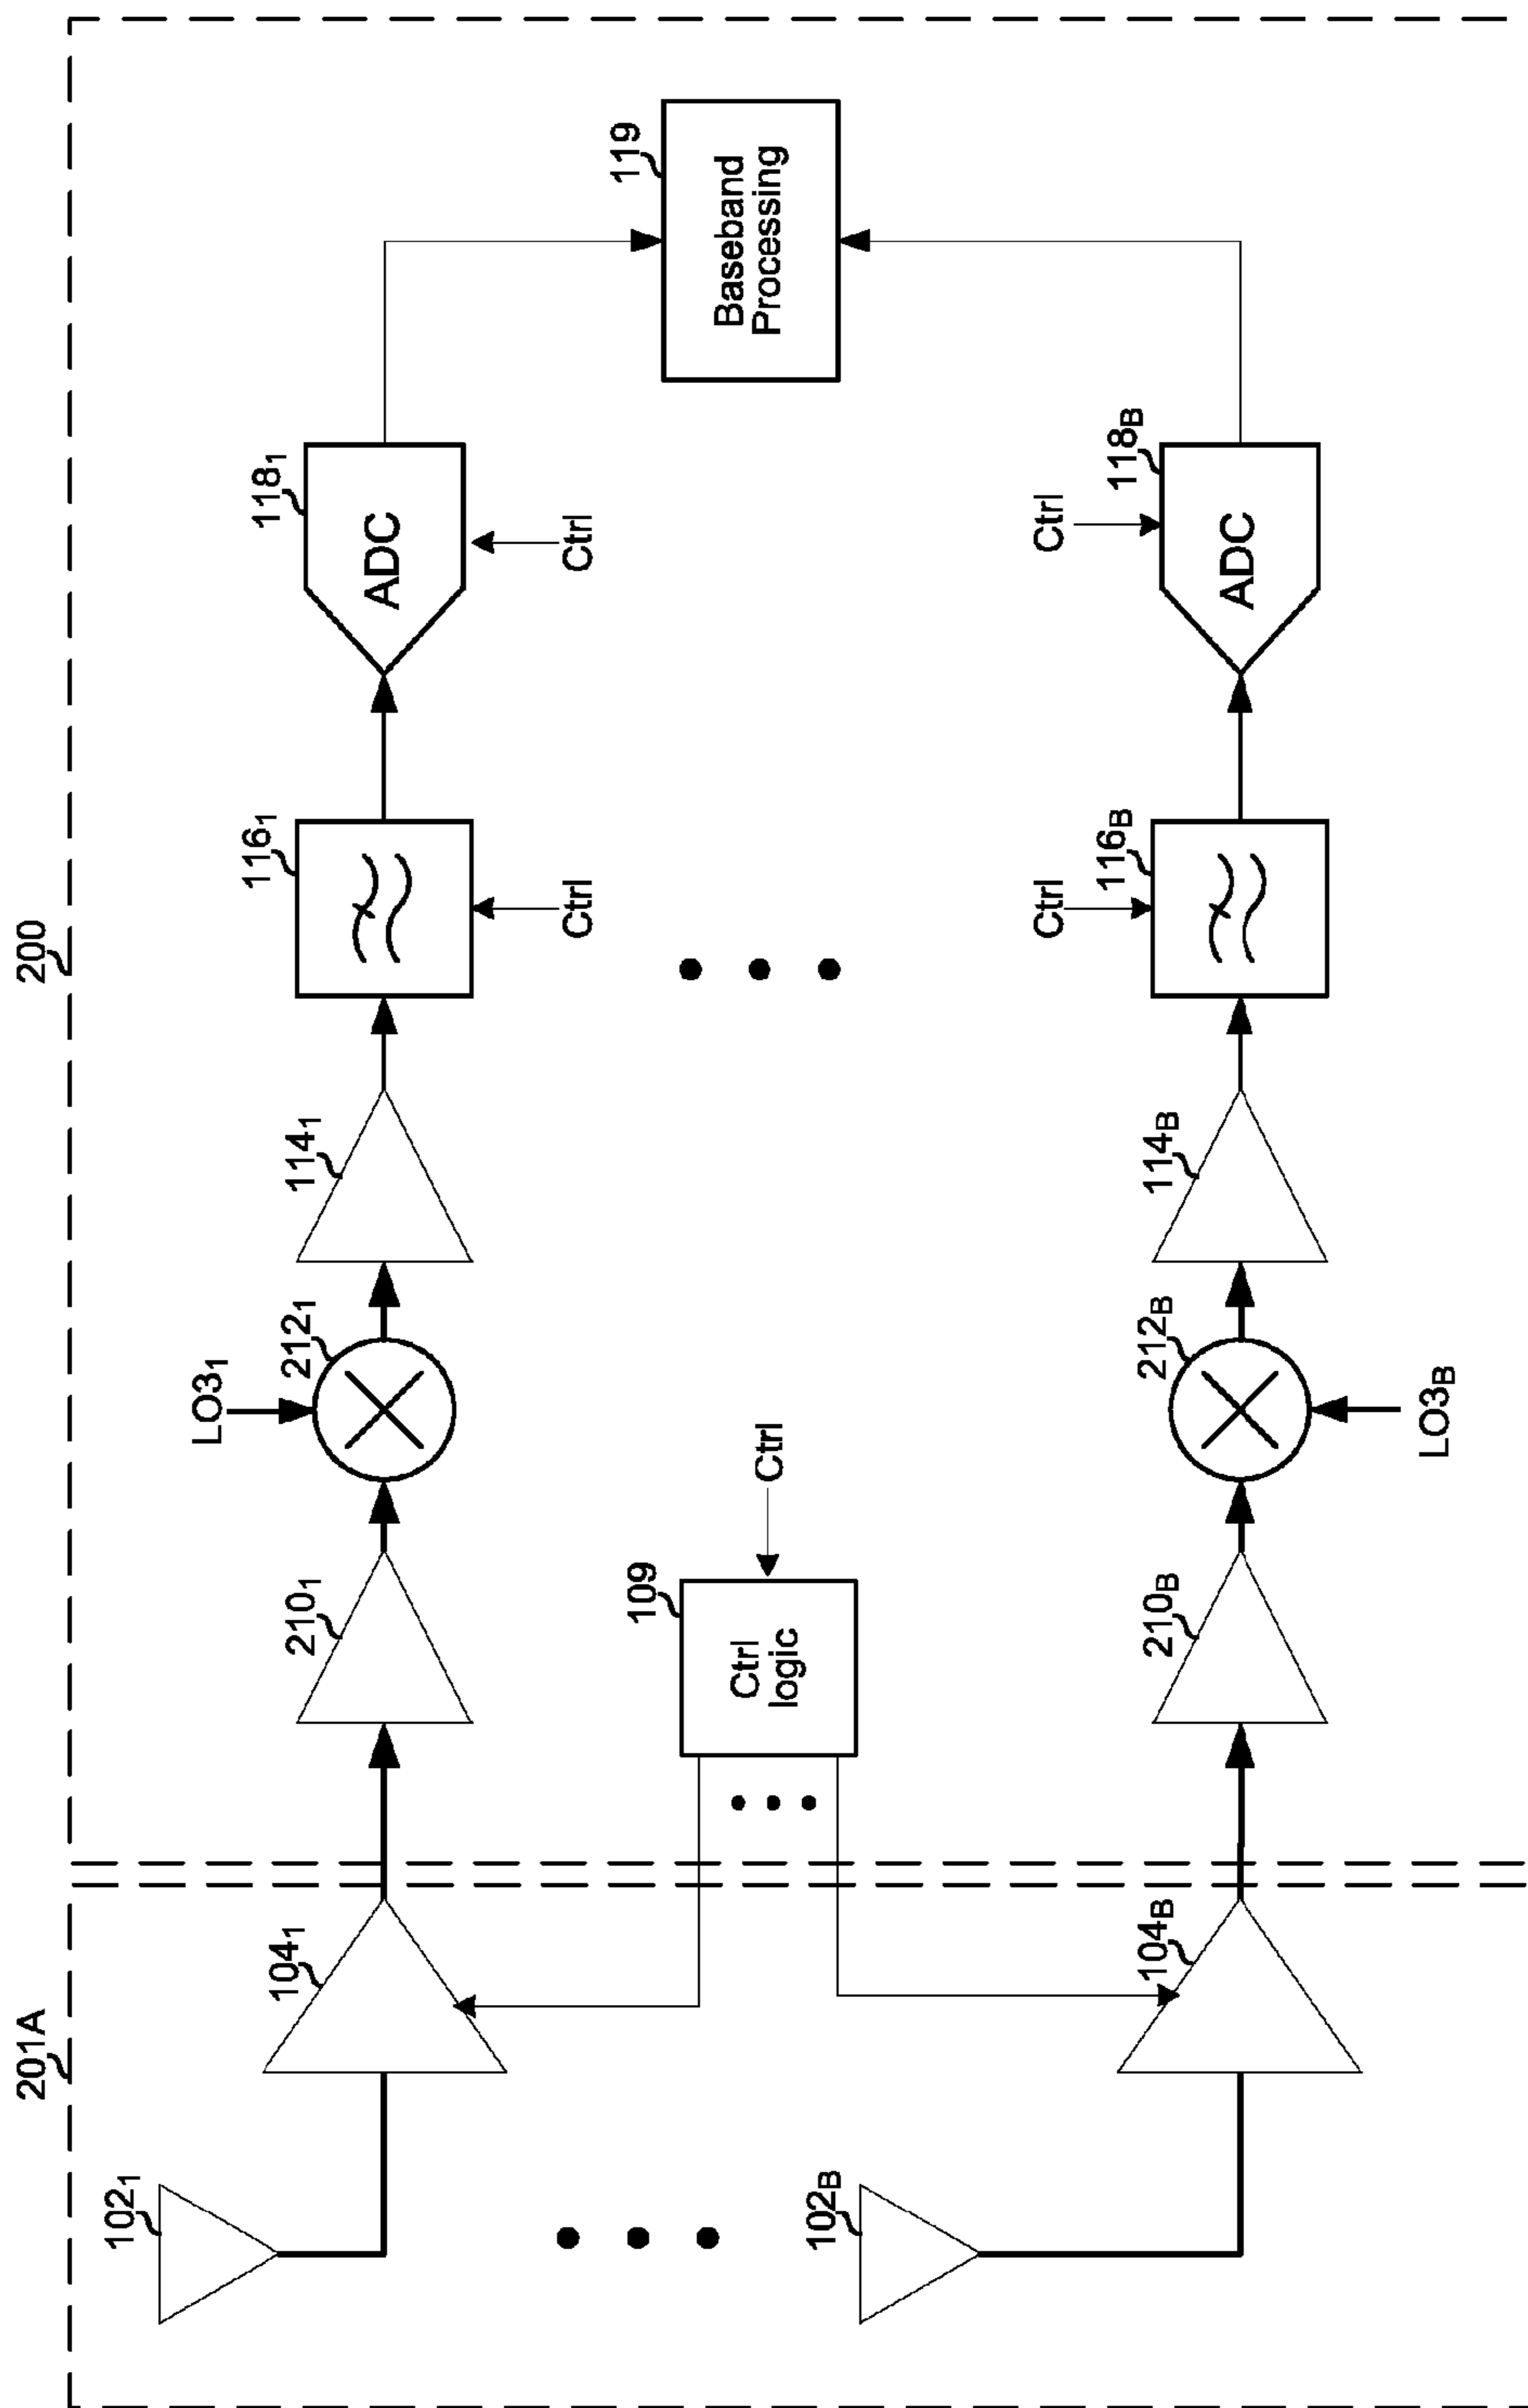 201A
200
102₁
104₁
210₁
LO3₁
212₁
114₁
116₁
Ctrl
118₁
ADC
Ctrl
119
Baseband
Processing
109
Ctrl
logic
Ctrl
102B
104B
210B
212B
LO3B
114B
Ctrl
116B
Ctrl
118B
ADC